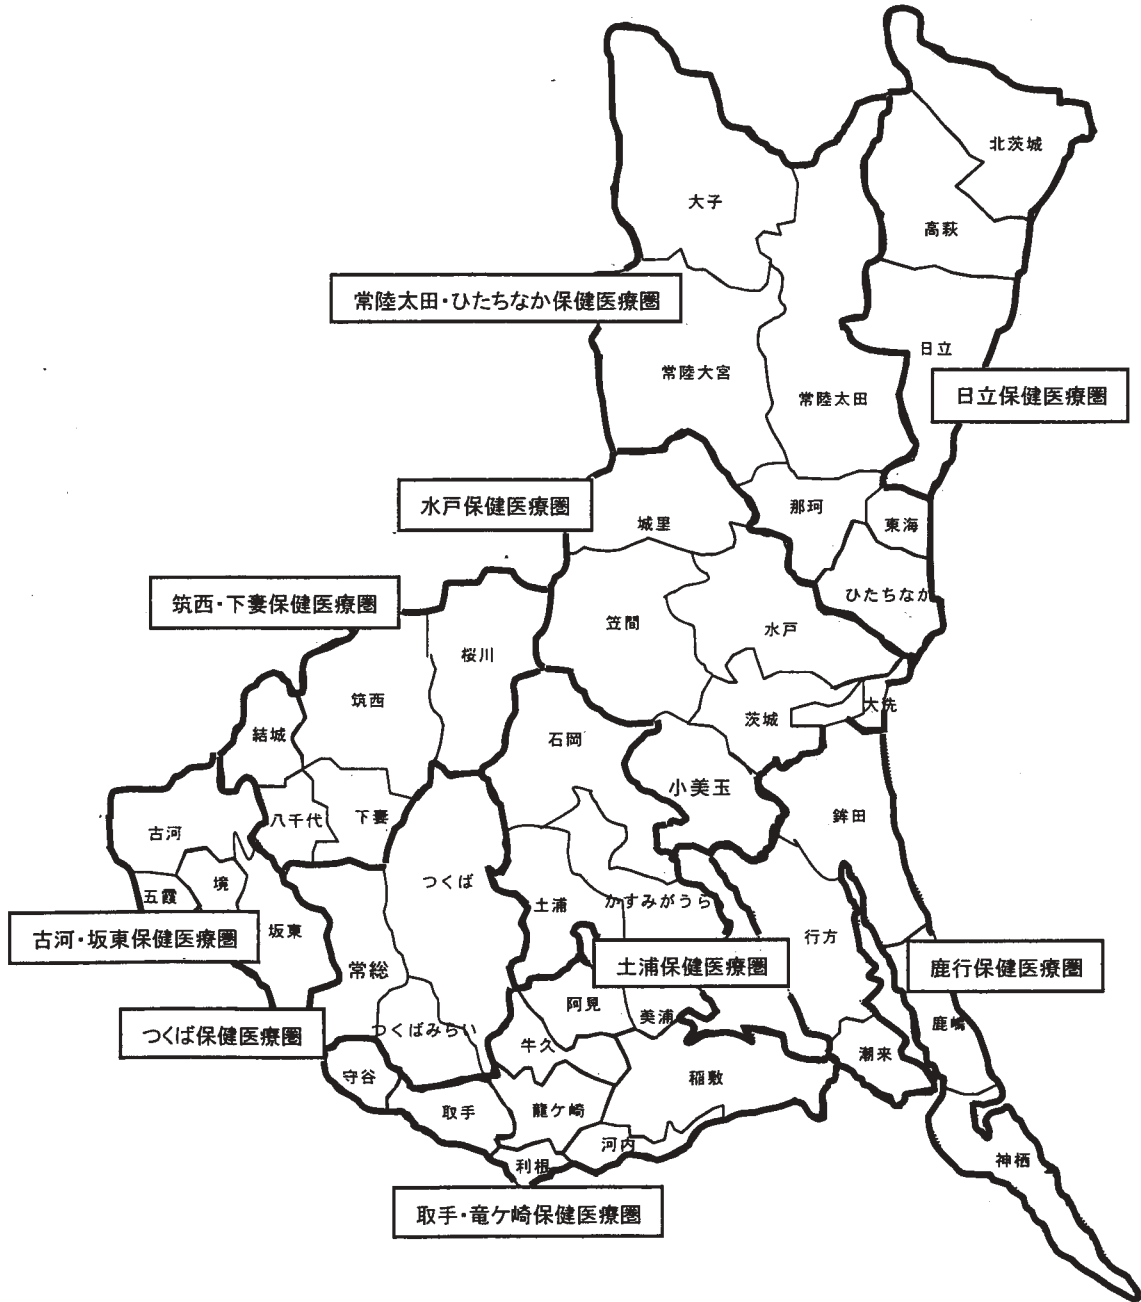 北茨城
大子
高萩
常陸太田・ひたちなか保健医療圏
日立
常陸大宮
常陸太田
日立保健医療圏
水戸保健医療圏
那珂
城里
東海
筑西・下妻保健医療圏
ひたちなか
笠間
水戸
桜川
筑西
大洗
茨城
結城
石岡
小美玉
鉾田
八千代
下妻
古河
つくば
境
五霞
かすみがうら
土浦
坂東
行方
古河・坂東保健医療圏
土浦保健医療圏
鹿行保健医療圏
常総
阿見
美浦
鹿嶋
つくば保健医療圏
つくばみらい
牛久
潮来
守谷
稲敷
取手
龍ケ崎
河内
利根
神栖
取手・竜ケ崎保健医療圏